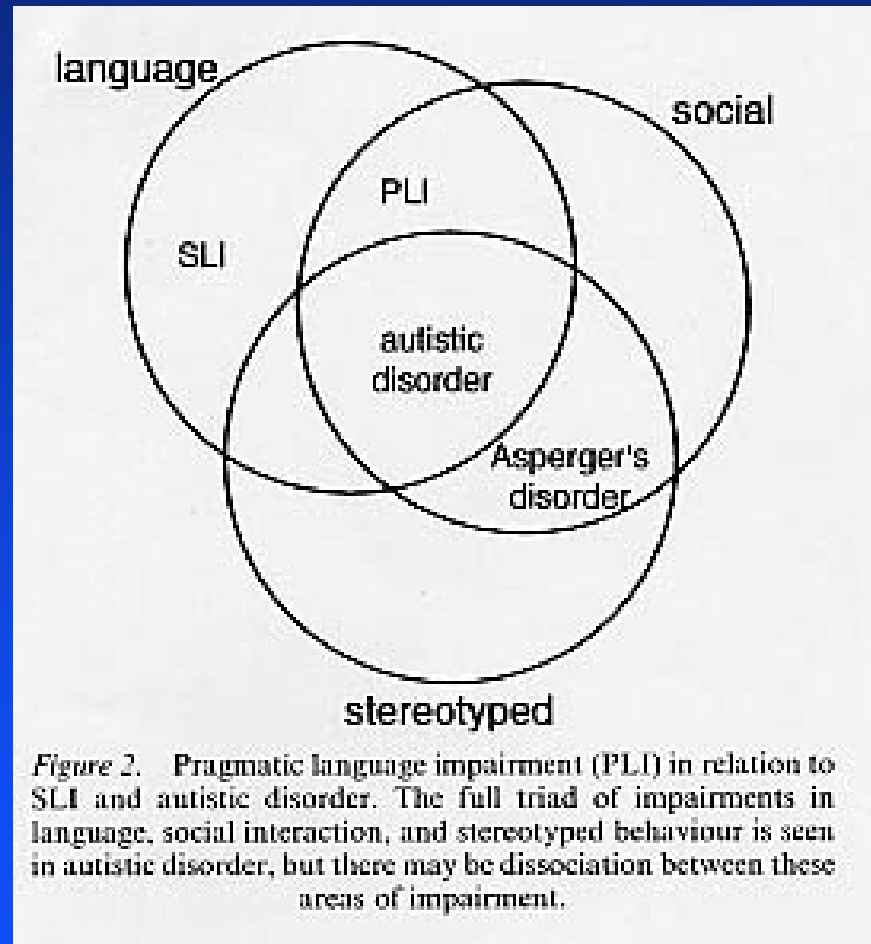 language
social
PLI
SLI
autistic
disorder
Asperger's
disorder
stereotyped
Figure 2. Pragmatic language impairment (PLI) in relation to
SLI and autistic disorder. The full triad of impairments in
language, social interaction, and stereotyped behaviour is seen
in autistic disorder, but there may be dissociation between these
areas of impairment.